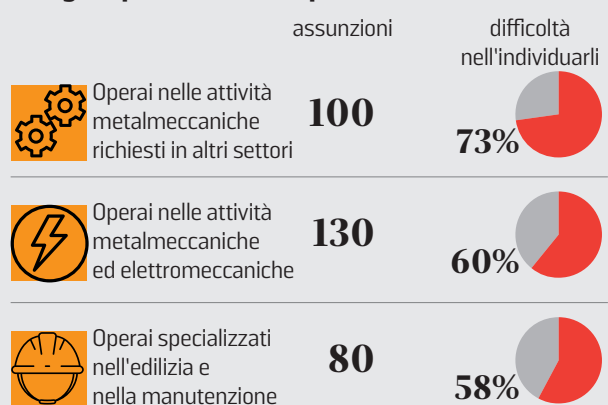 assunzioni
difficoltà
nell'individuarli
Operai nelle attività
metalmeccaniche
richiesti in altri settori
100
73%
Operai nelle attività
metalmeccaniche
ed elettromeccaniche
130
60%
Operai specializzati
nell'edilizia e
nella manutenzione
80
58%